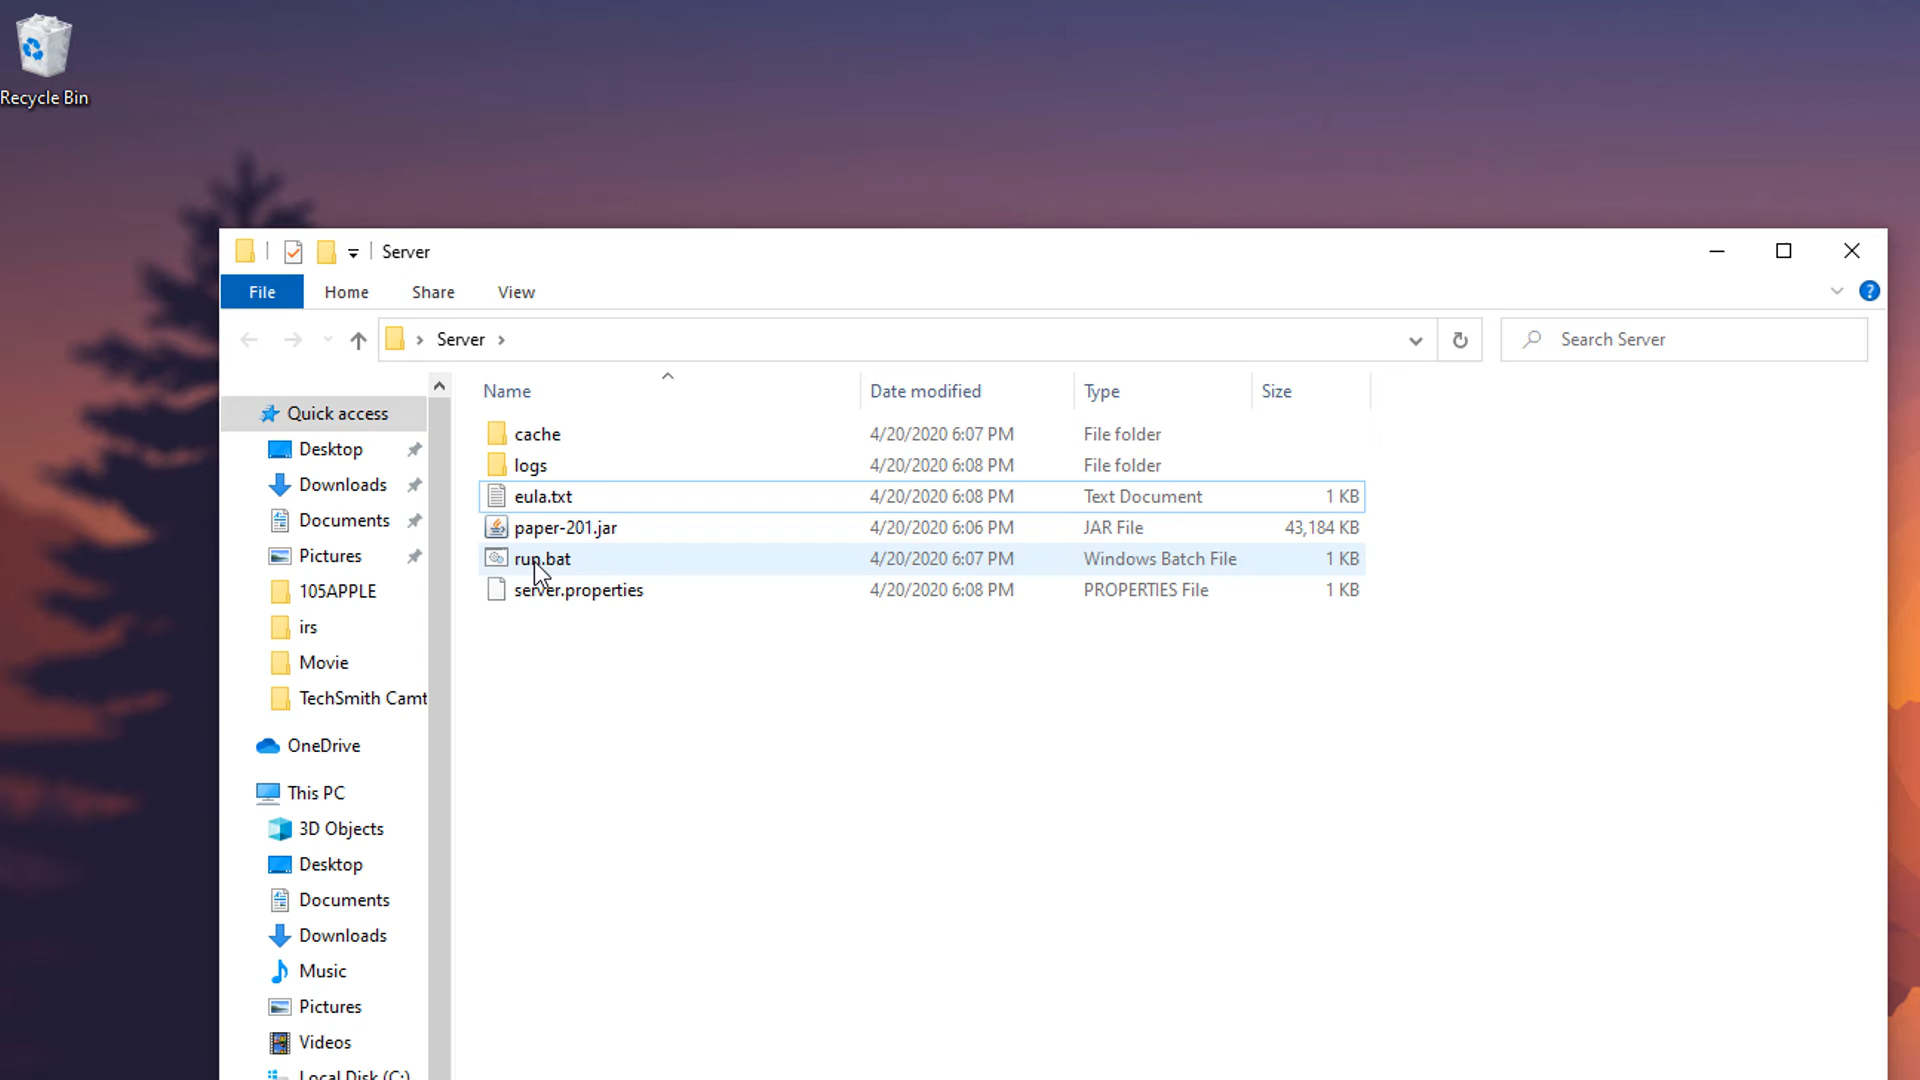 Recycle Bin
Server
File Home Share View
Server
Search Server
Name Date modified Type Size
cache 4/20/2020 6:07 PM File folder
logs 4/20/2020 6:08 PM File folder
eula.txt 4/20/2020 6:08 PM Text Document 1 KB
paper-201.jar 4/20/2020 6:06 PM JAR File 43,184 KB
run.bat 4/20/2020 6:07 PM Windows Batch File 1 KB
server.properties 4/20/2020 6:08 PM PROPERTIES File 1 KB
Quick access
Desktop
Downloads
Documents
Pictures
105APPLE
irs
Movie
TechSmith Camt
OneDrive
This PC
3D Objects
Desktop
Documents
Downloads
Music
Pictures
Videos
Local Disk (C:)